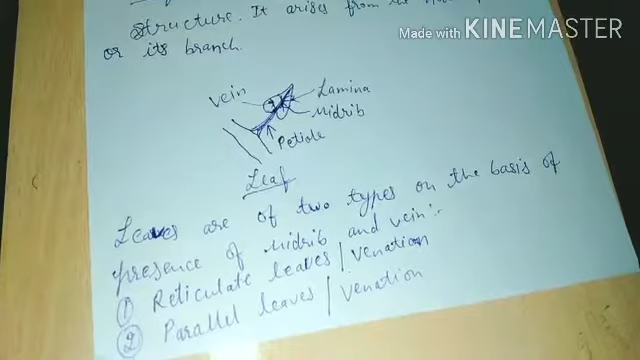 structure. It arises from the
or its branch.
Made with KINEMASTER
Vein
Lamina
Midrib
Petiole
Leaf
Leaves are of two types on the basis of
presence of Midrib and vein:-
① Reticulate leaves / venation
② Parallel leaves / venation